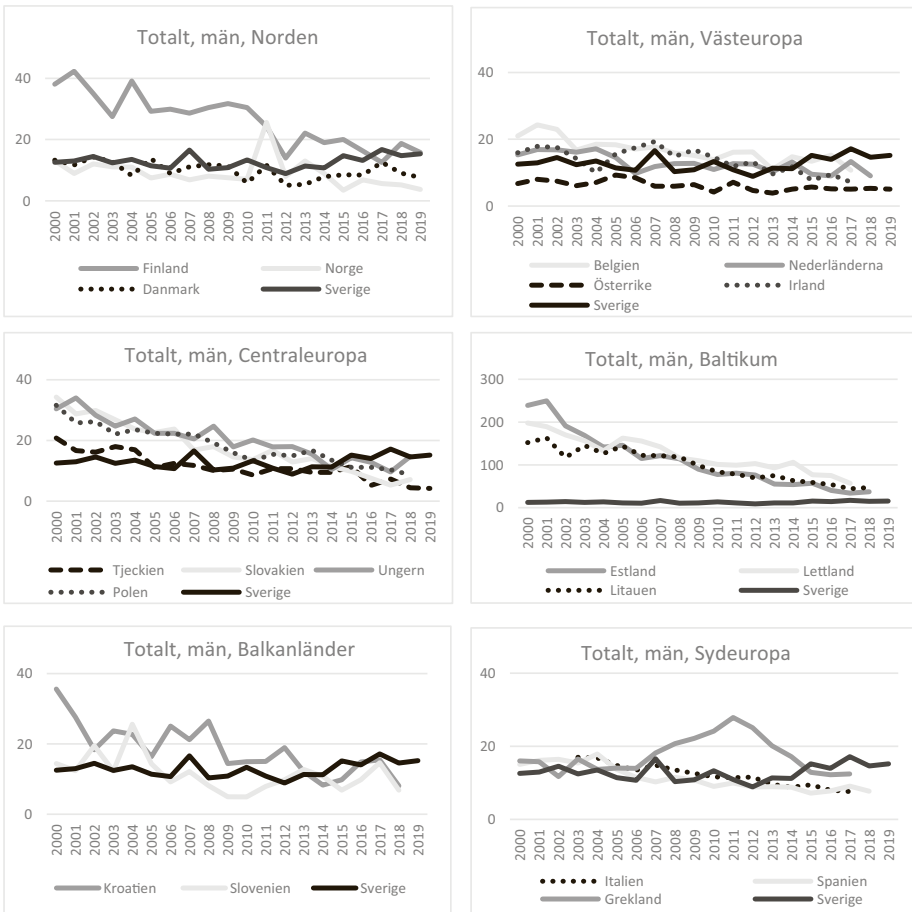 Totalt, män, Norden
40
20
0
2000 2001 2002 2003 2004 2005 2006 2007 2008 2009 2010 2011 2012 2013 2014 2015 2016 2017 2018 2019
Finland Norge
Danmark Sverige
Totalt, män, Västeuropa
40
20
0
2000 2001 2002 2003 2004 2005 2006 2007 2008 2009 2010 2011 2012 2013 2014 2015 2016 2017 2018 2019
Belgien Nederländerna
Österrike Irland
Sverige
Totalt, män, Centraleuropa
40
20
0
2000 2001 2002 2003 2004 2005 2006 2007 2008 2009 2010 2011 2012 2013 2014 2015 2016 2017 2018 2019
Tjeckien Slovakien Ungern
Polen Sverige
Totalt, män, Baltikum
300
200
100
0
2000 2001 2002 2003 2004 2005 2006 2007 2008 2009 2010 2011 2012 2013 2014 2015 2016 2017 2018 2019
Estland Lettland
Litauen Sverige
Totalt, män, Balkanländer
40
20
0
2000 2001 2002 2003 2004 2005 2006 2007 2008 2009 2010 2011 2012 2013 2014 2015 2016 2017 2018 2019
Kroatien Slovenien Sverige
Totalt, män, Sydeuropa
40
20
0
2000 2001 2002 2003 2004 2005 2006 2007 2008 2009 2010 2011 2012 2013 2014 2015 2016 2017 2018 2019
Italien Spanien
Grekland Sverige